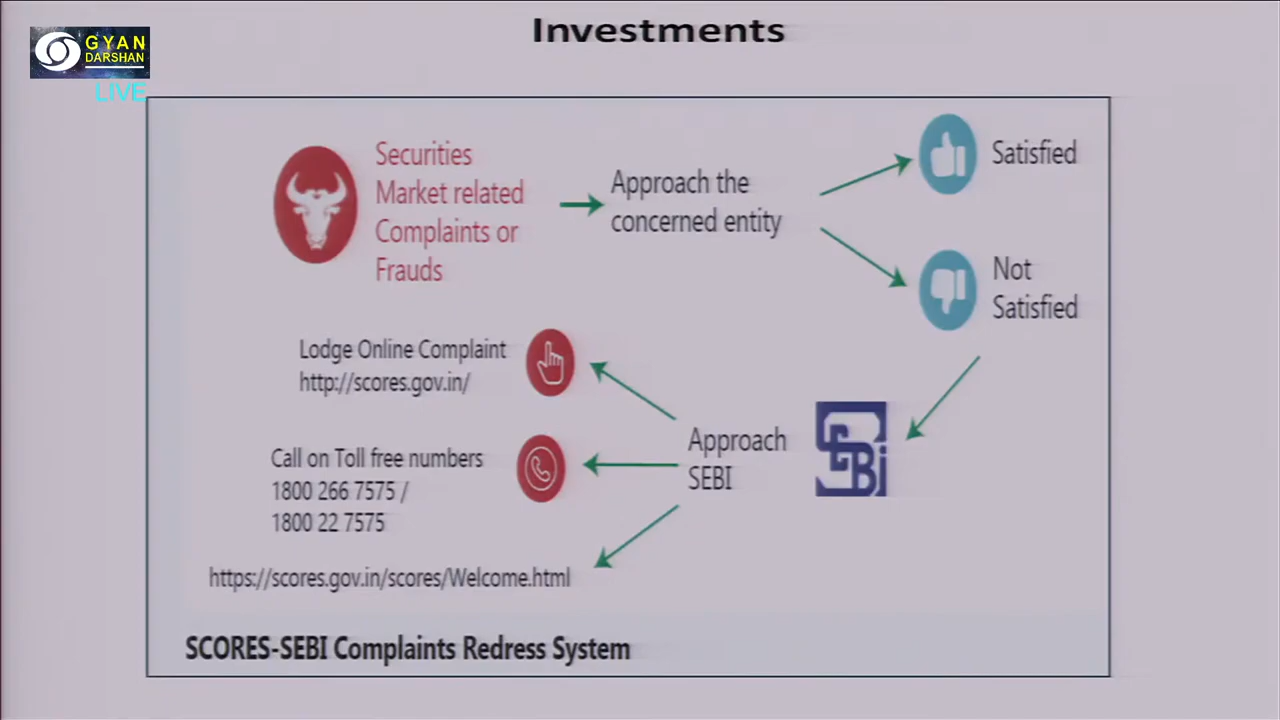 Investments
GYAN
DARSHAN
LIVE
Securities
Market related
Complaints or
Frauds
Approach the
concerned entity
Satisfied
Not
Satisfied
Lodge Online Complaint
http://scores.gov.in/
Approach
SEBI
SEBi
Call on Toll free numbers
1800 266 7575 /
1800 22 7575
https://scores.gov.in/scores/Welcome.html
SCORES-SEBI Complaints Redress System